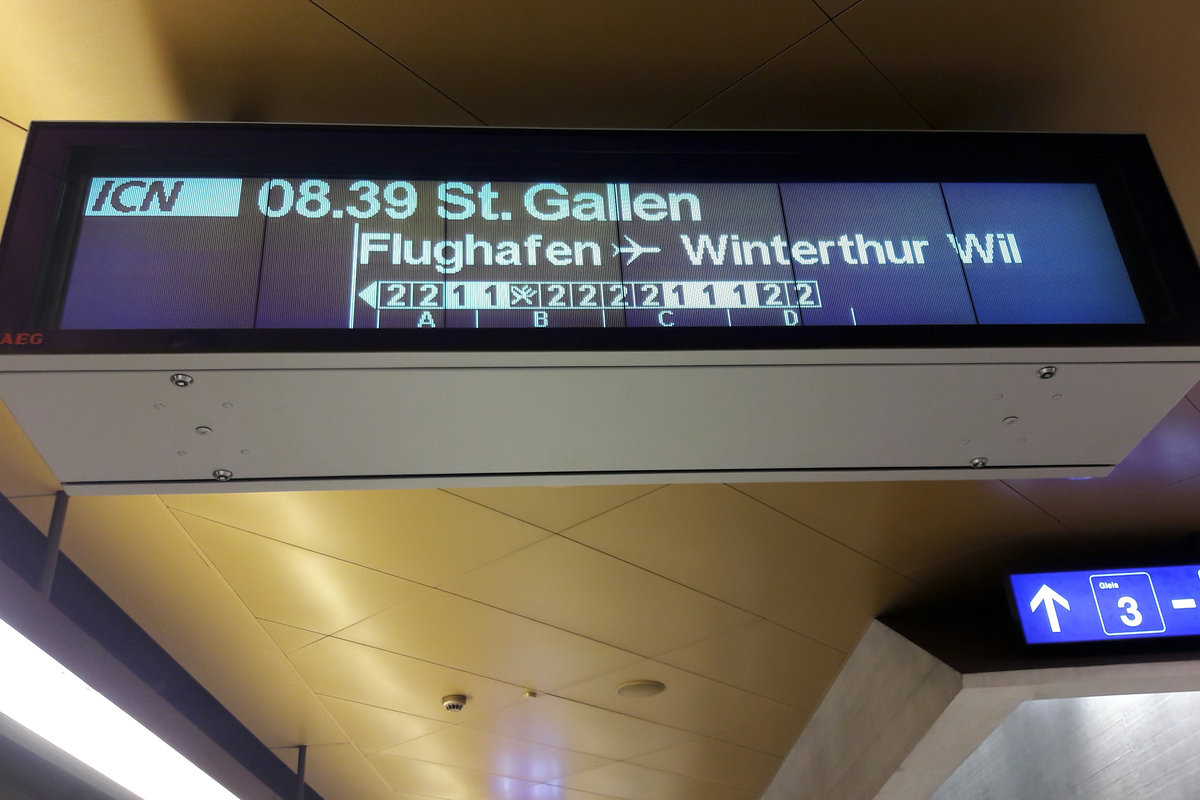 ICN 08.39 St. Gallen
Flughafen Winterthur Wil
2 2 1 1 2 2 2 2 1 1 1 2 2
A B C D
AEG
Gleis
3